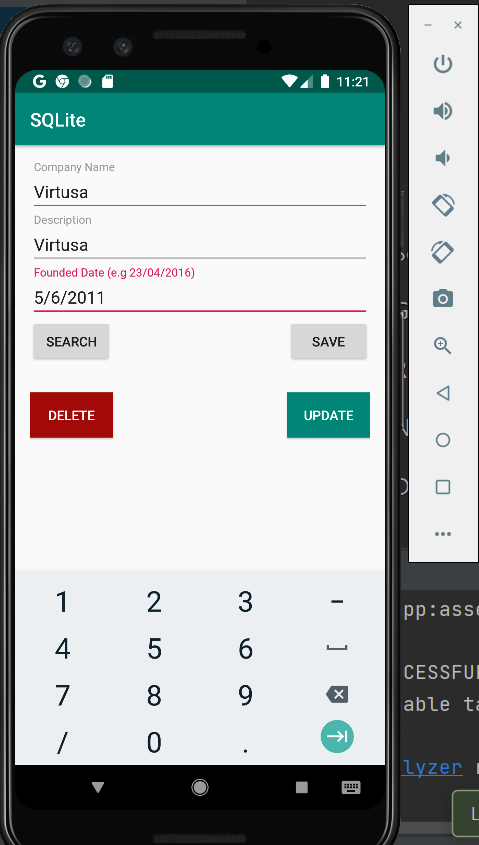 11:21
SQLite
Company Name
Virtusa
Description
Virtusa
Founded Date (e.g 23/04/2016)
5/6/2011
SEARCH SAVE
DELETE UPDATE
1 2 3 -
4 5 6
7 8 9
/ 0 .
pp:asse
CESSFUL
able ta
lyzer